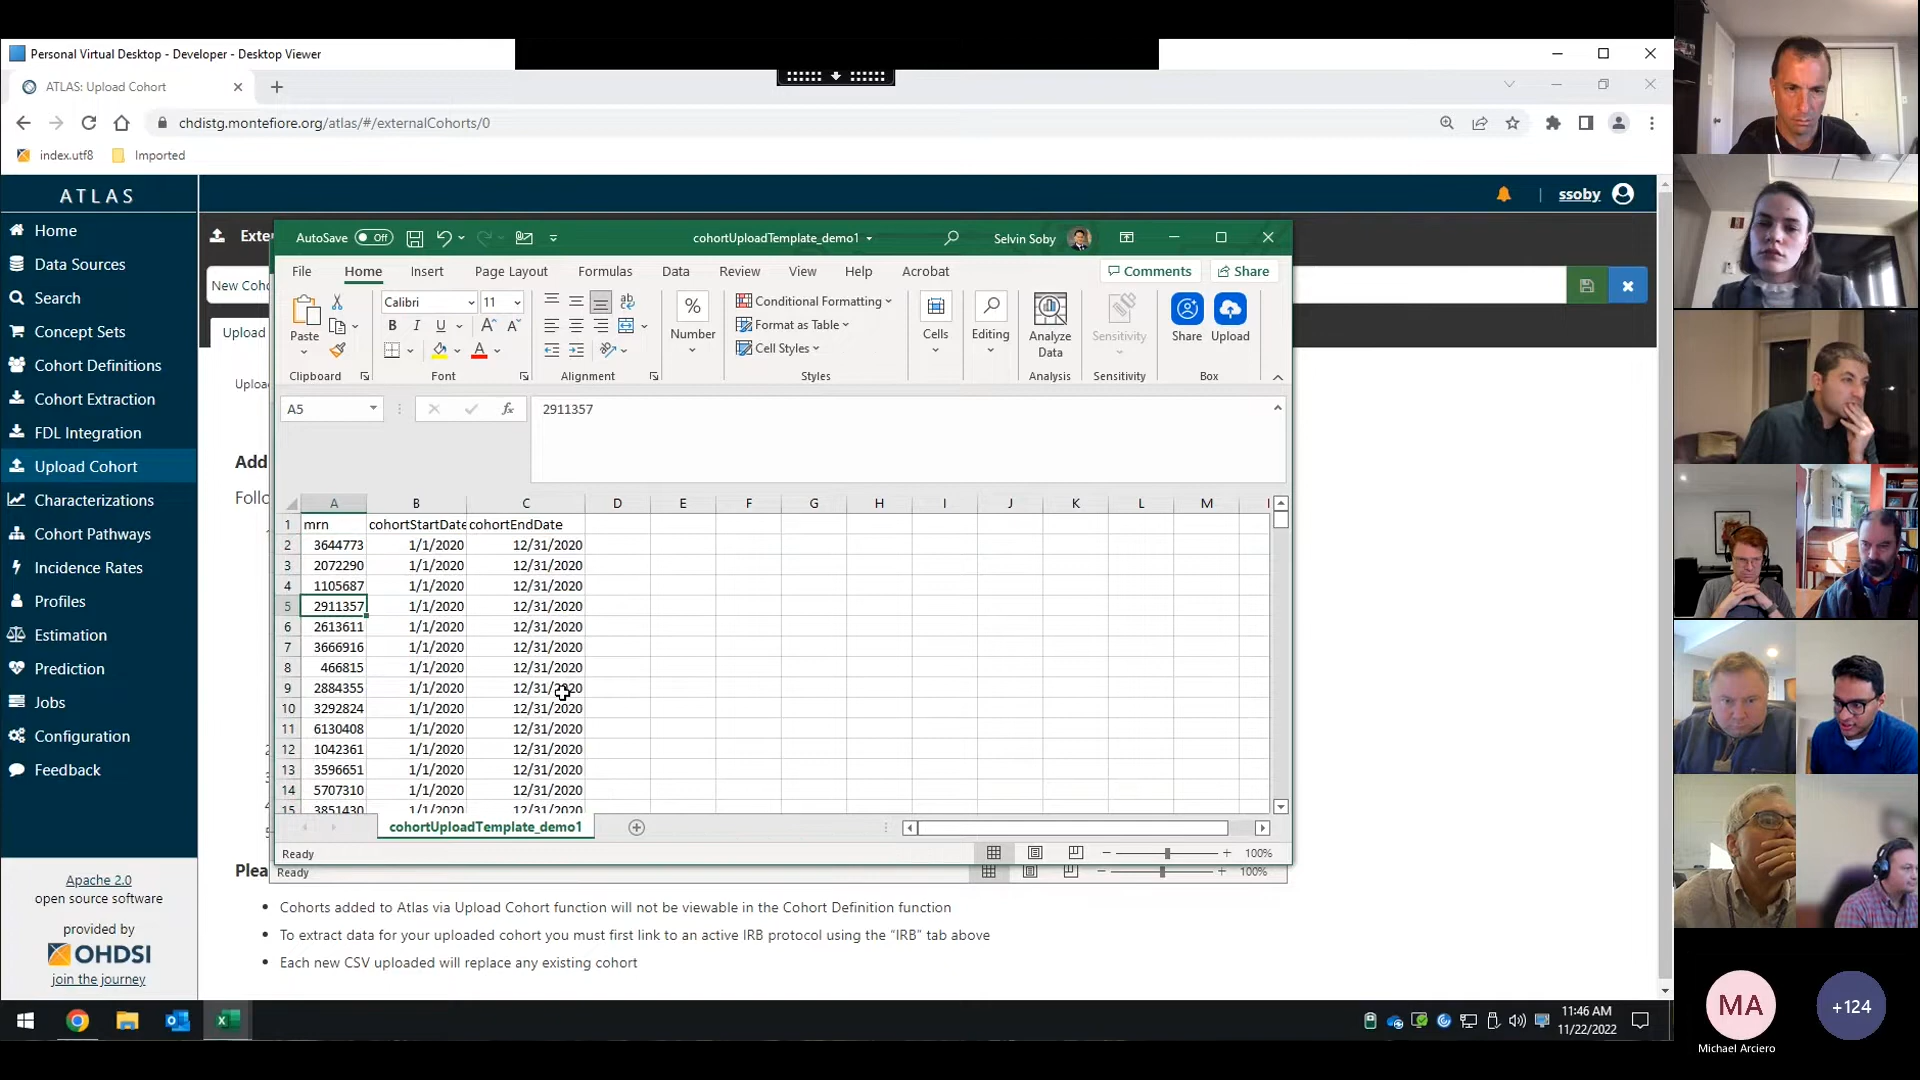 Personal Virtual Desktop - Developer - Desktop Viewer
ATLAS: Upload Cohort
chdistg.montefiore.org/atlas/#/externalCohorts/0
index.utf8
Imported
ATLAS
ssoby
Home
Data Sources
Search
Concept Sets
Cohort Definitions
Cohort Extraction
FDL Integration
Upload Cohort
Characterizations
Cohort Pathways
Incidence Rates
Profiles
Estimation
Prediction
Jobs
Configuration
Feedback
Apache 2.0
open source software
provided by
OHDSI
join the journey
New
Upload
AutoSave Off
cohortUploadTemplate_demo1
Selvin Soby
File Home Insert Page Layout Formulas Data Review View Help Acrobat
Comments
Share
Paste
Calibri 11
B I U
Number
Conditional Formatting
Format as Table
Cell Styles
Cells
Editing
Analyze Data
Sensitivity
Share
Upload
Clipboard Font Alignment Styles Analysis Sensitivity Box
A5 fx 2911357
A B C D E F G H I J K L M
1 mrn cohortStartDate cohortEndDate
2 3644773 1/1/2020 12/31/2020
3 2072290 1/1/2020 12/31/2020
4 1105687 1/1/2020 12/31/2020
5 2911357 1/1/2020 12/31/2020
6 2613611 1/1/2020 12/31/2020
7 3666916 1/1/2020 12/31/2020
8 466815 1/1/2020 12/31/2020
9 2884355 1/1/2020 12/31/2020
10 3292824 1/1/2020 12/31/2020
11 6130408 1/1/2020 12/31/2020
12 1042361 1/1/2020 12/31/2020
13 3596651 1/1/2020 12/31/2020
14 5707310 1/1/2020 12/31/2020
15 3851430 1/1/2020 12/31/2020
cohortUploadTemplate_demo1
Ready
100%
Ready
100%
Cohorts added to Atlas via Upload Cohort function will not be viewable in the Cohort Definition function
To extract data for your uploaded cohort you must first link to an active IRB protocol using the “IRB” tab above
Each new CSV uploaded will replace any existing cohort
11:46 AM
11/22/2022
MA
Michael Arciero
+124